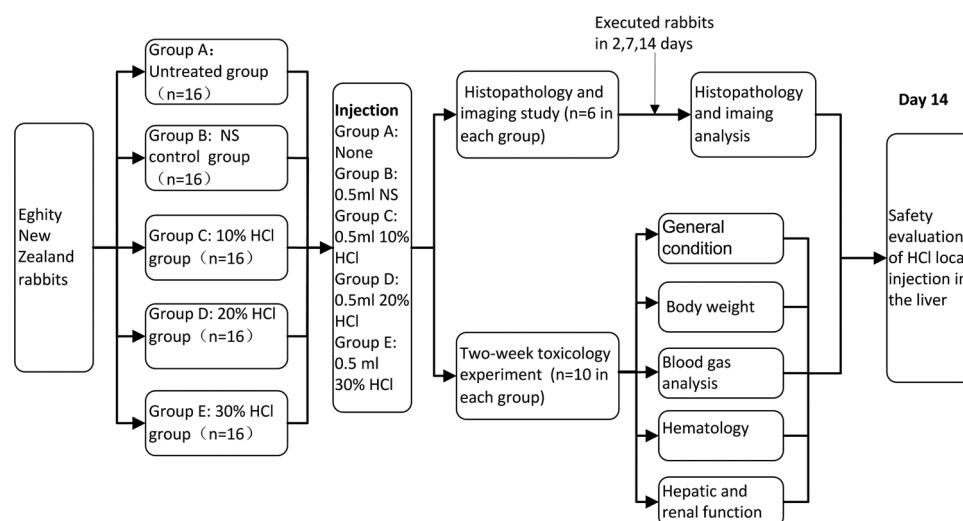 Eghity
New
Zealand
rabbits
Group A:
Untreated group
（n=16）
Group B: NS
control group
（n=16）
Group C: 10% HCl
group（n=16）
Group D: 20% HCl
group（n=16）
Group E: 30% HCl
group（n=16）
Injection
Group A:
None
Group B:
0.5ml NS
Group C:
0.5ml 10%
HCl
Group D:
0.5ml 20%
HCl
Group E:
0.5 ml
30% HCl
Histopathology and
imaging study (n=6 in
each group)
Executed rabbits
in 2,7,14 days
Histopathology
and imaing
analysis
Two-week toxicology
experiment (n=10 in
each group)
General
condition
Body weight
Blood gas
analysis
Hematology
Hepatic and
renal function
Day 14
Safety
evaluation
of HCl loca
injection in
the liver